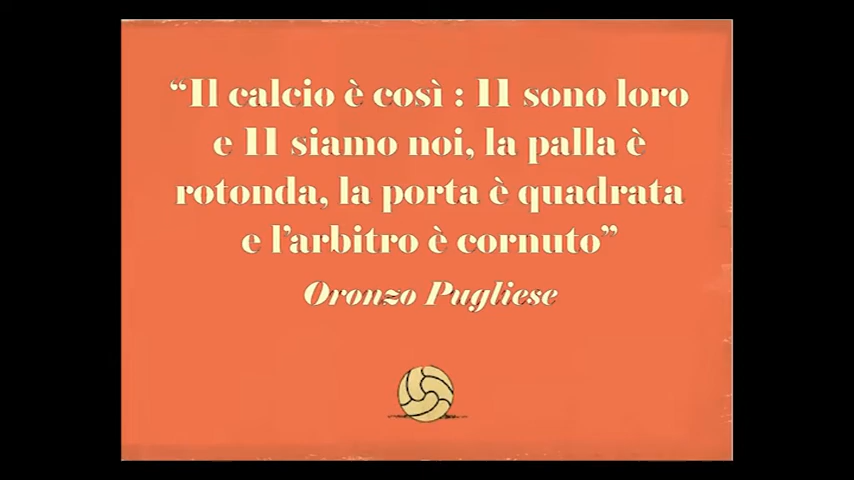 “Il calcio è così : 11 sono loro
e 11 siamo noi, la palla è
rotonda, la porta è quadrata
e l’arbitro è cornuto”
Oronzo Pugliese